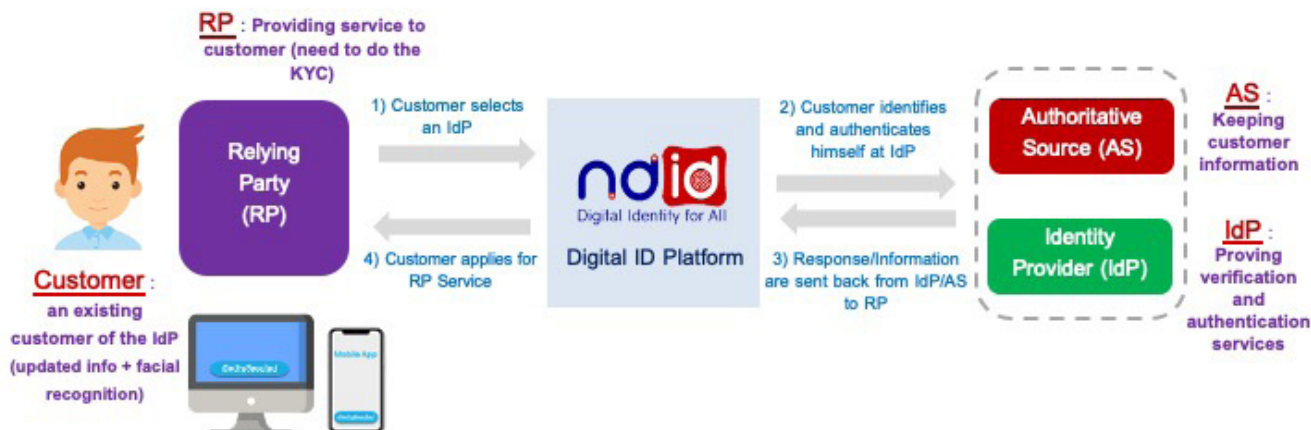 RP : Providing service to
customer (need to do the
KYC)
Relying
Party
(RP)
1) Customer selects
an IdP
4) Customer applies for
RP Service
ndid
Digital Identity for All
Digital ID Platform
2) Customer identifies
and authenticates
himself at IdP
3) Response/Information
are sent back from IdP/AS
to RP
Authoritative
Source (AS)
Identity
Provider (IdP)
AS :
Keeping
customer
information
IdP :
Proving
verification
and
authentication
services
Customer :
an existing
customer of the IdP
(updated info + facial
recognition)
Mobile App